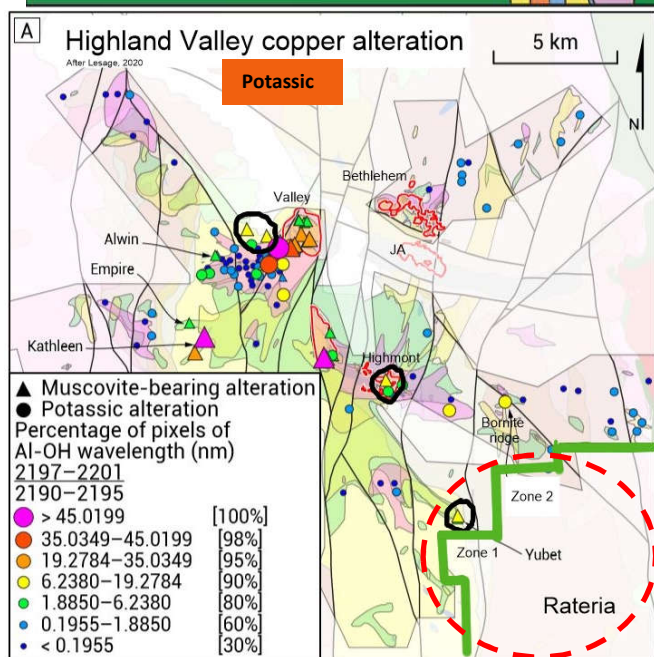 A
Highland Valley copper alteration
After Lesage, 2020
5 km
Potassic
N
Bethlehem
Valley
Alwin
JA
Empire
Kathleen
Highmont
▲ Muscovite-bearing alteration
● Potassic alteration
Percentage of pixels of
Al-OH wavelength (nm)
2197–2201
2190–2195
> 45.0199 [100%]
35.0349–45.0199 [98%]
19.2784–35.0349 [95%]
6.2380–19.2784 [90%]
1.8850–6.2380 [80%]
0.1955–1.8850 [60%]
< 0.1955 [30%]
Bornite
ridge
Zone 2
Zone 1
Yubet
Rateria